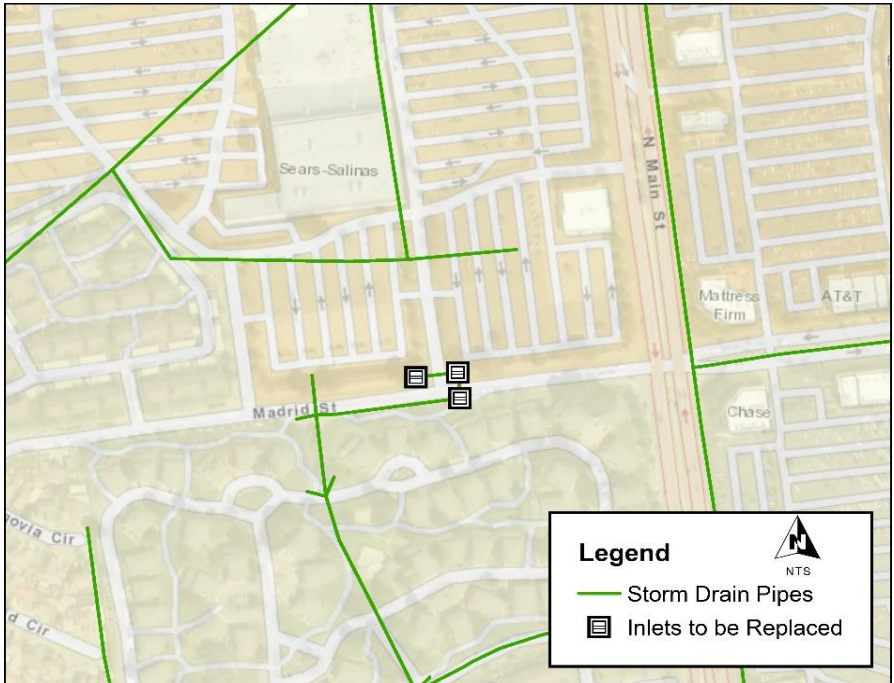 Sears-Salinas
N Main St
Mattress
Firm
AT&T
Madrid St
Chase
ovia Cir
d Cir
Legend
N
NTS
Storm Drain Pipes
Inlets to be Replaced